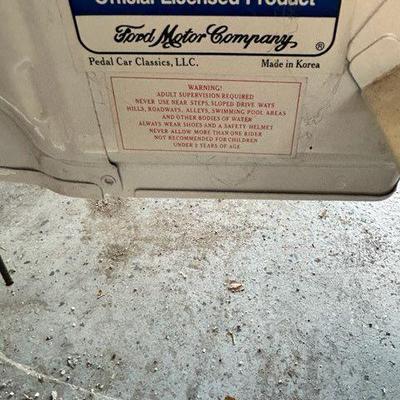 Official Licensed Product
Ford Motor Company ®
Pedal Car Classics, L.L.C. Made in Korea
WARNING!
ADULT SUPERVISION REQUIRED
NEVER USE NEAR STEPS, SLOPED DRIVE WAYS
HILLS, ROADWAYS, ALLEYS, SWIMMING POOL AREAS
AND OTHER BODIES OF WATER
ALWAYS WEAR SHOES AND A SAFETY HELMET
NEVER ALLOW MORE THAN ONE RIDER
NOT RECOMMENDED FOR CHILDREN
UNDER 3 YEARS OF AGE